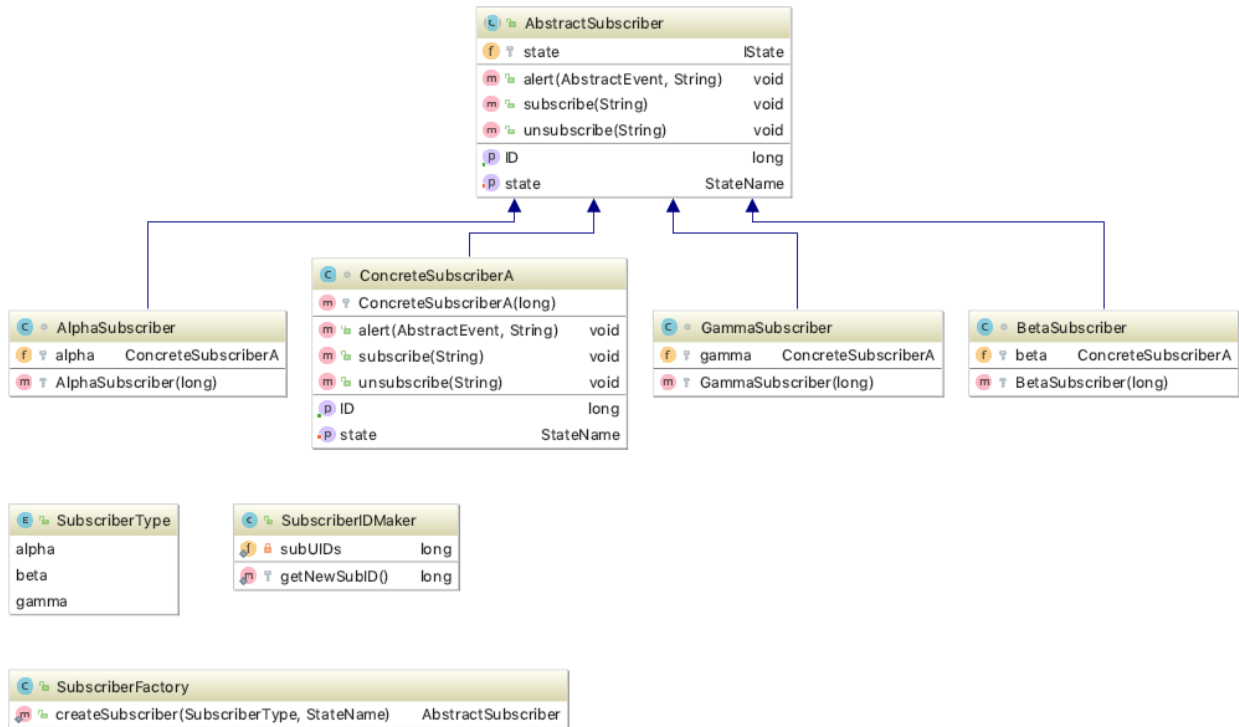 AbstractSubscriber
state IState
alert(AbstractEvent, String) void
subscribe(String) void
unsubscribe(String) void
ID long
state StateName
AlphaSubscriber
alpha ConcreteSubscriberA
AlphaSubscriber(long)
ConcreteSubscriberA
ConcreteSubscriberA(long)
alert(AbstractEvent, String) void
subscribe(String) void
unsubscribe(String) void
ID long
state StateName
GammaSubscriber
gamma ConcreteSubscriberA
GammaSubscriber(long)
BetaSubscriber
beta ConcreteSubscriberA
BetaSubscriber(long)
SubscriberType
alpha
beta
gamma
SubscriberIDMaker
subUIDs long
getNewSubID() long
SubscriberFactory
createSubscriber(SubscriberType, StateName) AbstractSubscriber